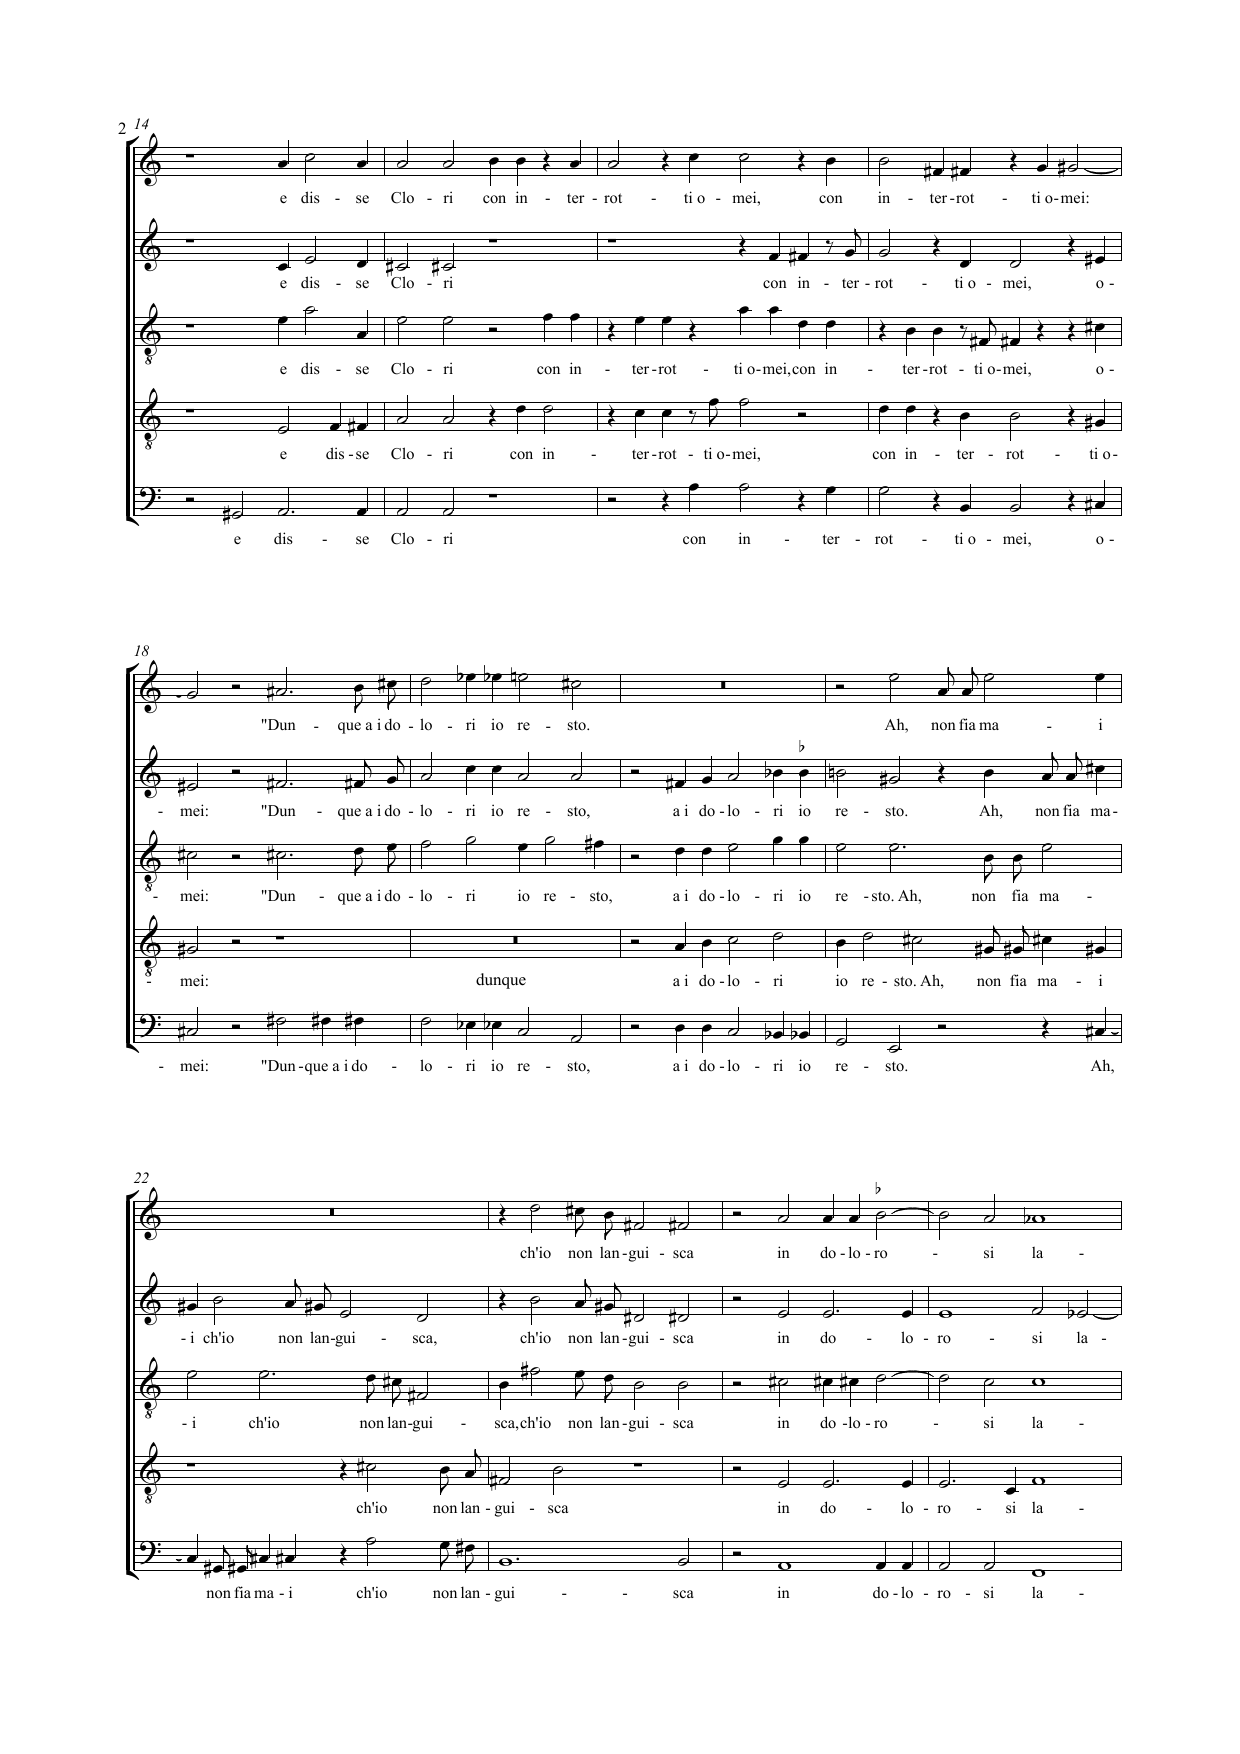 2 14
e dis - se Clo - ri con in - ter - rot - ti o - mei, con in - ter - rot - ti o - mei:
e dis - se Clo - ri con in - ter - rot - ti o - mei, o -
e dis - se Clo - ri con in - ter - rot - ti o - mei, con in - ter - rot - ti o - mei, o -
e dis - se Clo - ri con in - ter - rot - ti o - mei, con in - ter - rot - ti o -
e dis - se Clo - ri con in - ter - rot - ti o - mei, o -
18
"Dun - que a i do - lo - ri io re - sto. Ah, non fia ma - i
- mei: "Dun - que a i do - lo - ri io re - sto, a i do - lo - ri io re - sto. Ah, non fia ma -
- mei: "Dun - que a i do - lo - ri io re - sto, a i do - lo - ri io re - sto. Ah, non fia ma -
- mei: dunque a i do - lo - ri io re - sto. Ah, non fia ma - i
- mei: "Dun - que a i do - lo - ri io re - sto, a i do - lo - ri io re - sto. Ah,
22
ch'io non lan - gui - sca in do - lo - ro - si la -
- i ch'io non lan - gui - sca, ch'io non lan - gui - sca in do - lo - ro - si la -
- i ch'io non lan - gui - sca, ch'io non lan - gui - sca in do - lo - ro - si la -
ch'io non lan - gui - sca in do - lo - ro - si la -
non fia ma - i ch'io non lan - gui - - sca in do - lo - ro - si la -